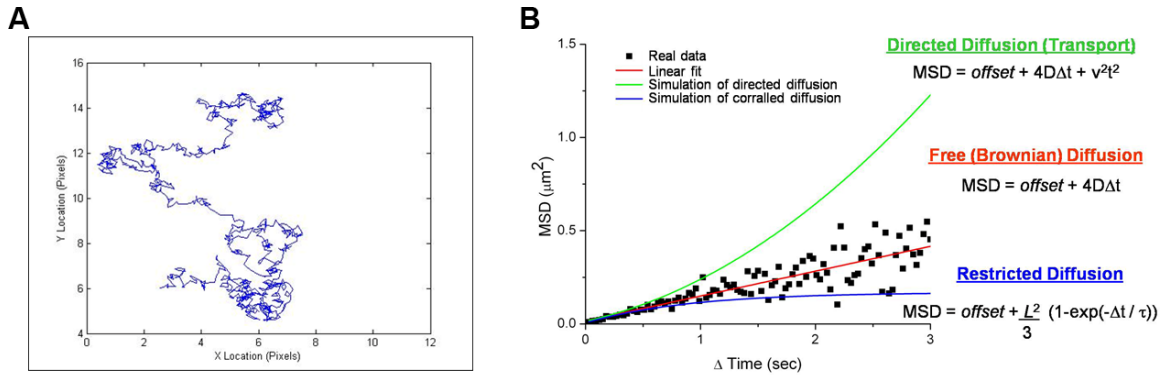 A
16
14
12
10
8
6
4
Y Location (Pixels)
0 2 4 6 8 10 12
X Location (Pixels)
B
1.5
1.0
0.5
0.0
MSD (µm²)
Real data
Linear fit
Simulation of directed diffusion
Simulation of corralled diffusion
0 1 2 3
Δ Time (sec)
Directed Diffusion (Transport)
MSD = offset + 4DΔt + v²t²
Free (Brownian) Diffusion
MSD = offset + 4DΔt
Restricted Diffusion
MSD = offset + L²/3 (1-exp(-Δt / τ))